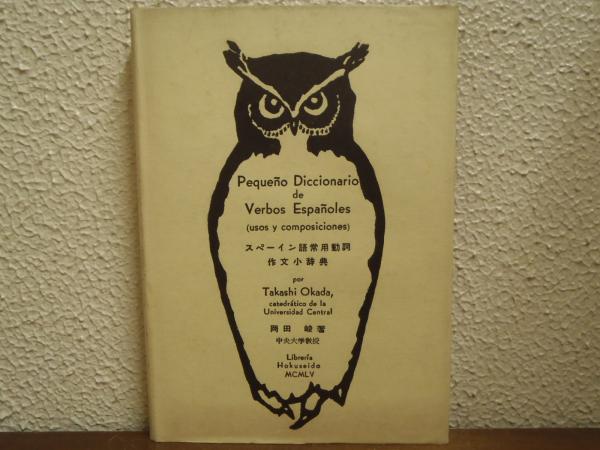 Pequeño Diccionario
de
Verbos Españoles
(usos y composiciones)
スペーイン語常用動詞
作文小辞典
por
Takashi Okada,
catedrático de la
Universidad Central
岡田 峻著
中央大學教授
Librería
Hokuseido
MCMLV